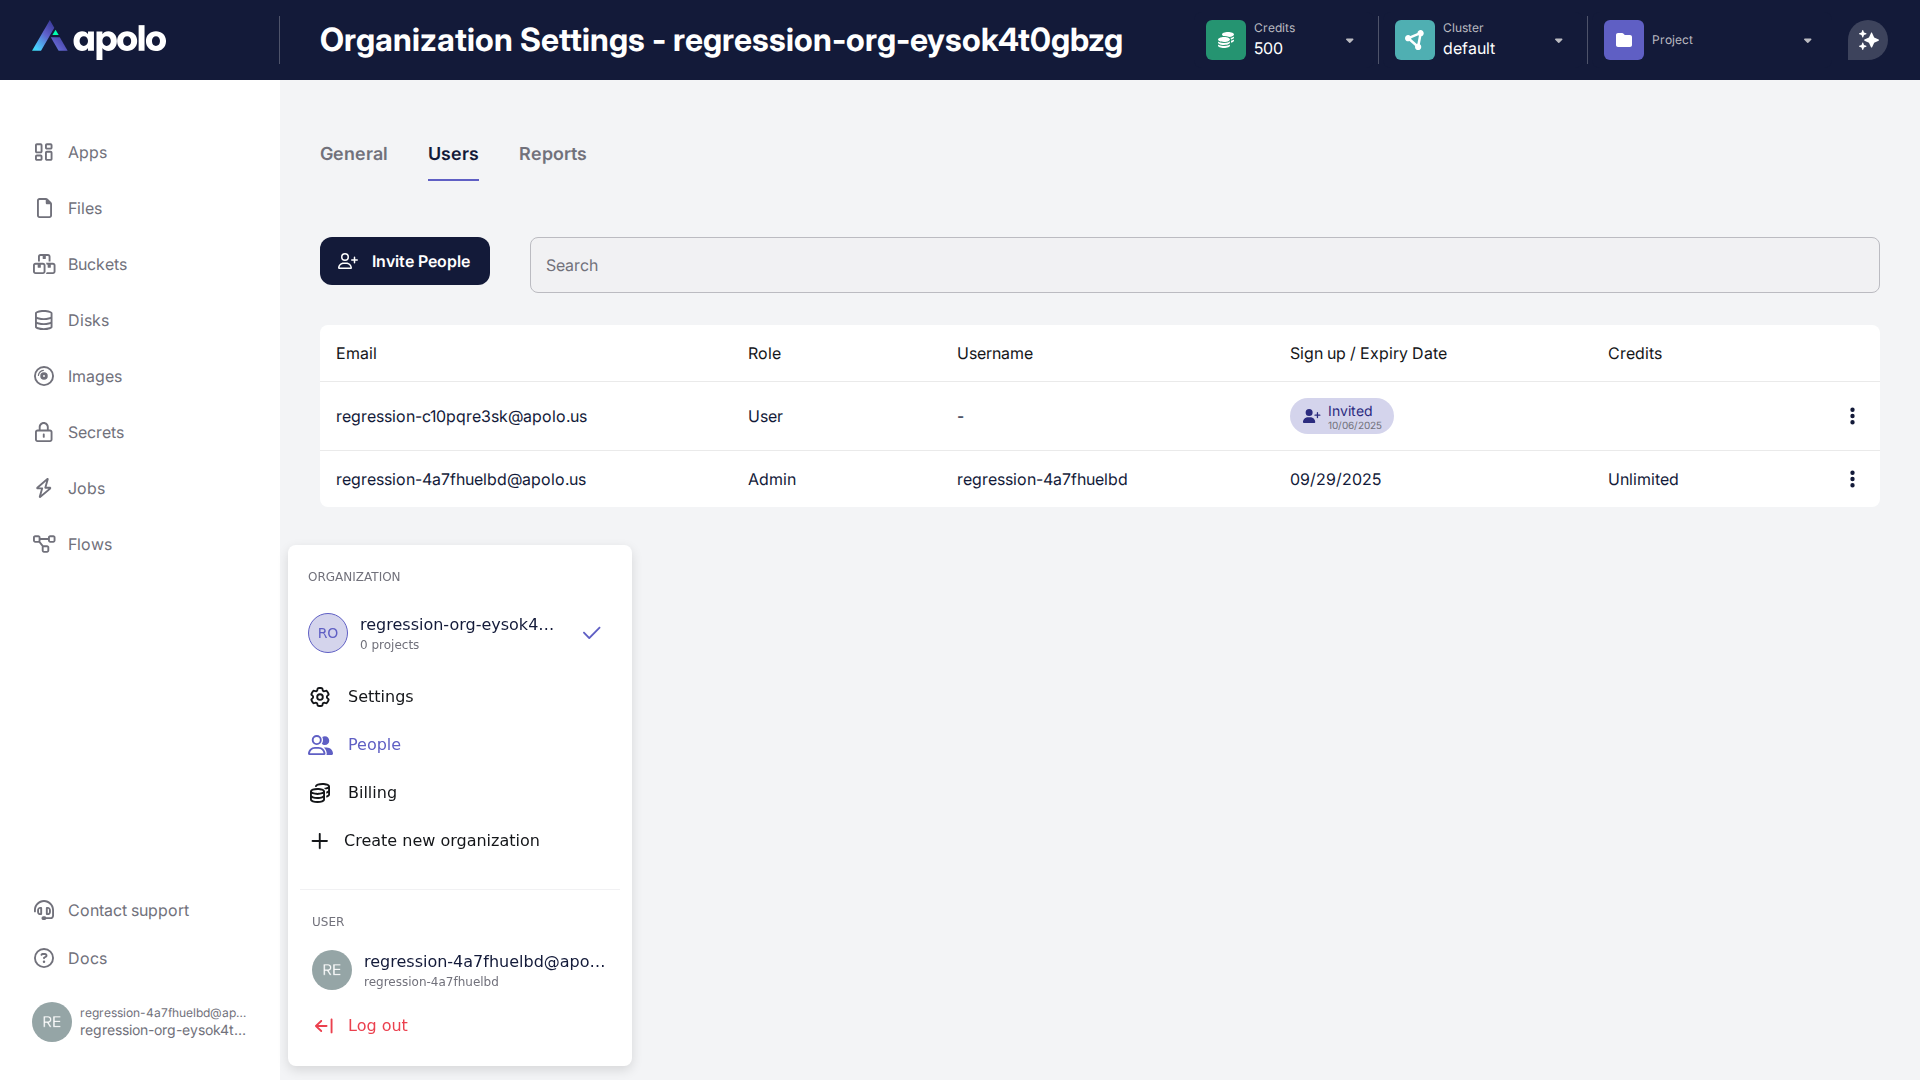 apolo
Organization Settings - regression-org-eysok4t0gbzg
Credits
500
Cluster
default
Project
Apps
Files
Buckets
Disks
Images
Secrets
Jobs
Flows
Contact support
Docs
RE
regression-4a7fhuelbd@ap...
regression-org-eysok4t...
General Users Reports
Invite People
Search
Email Role Username Sign up / Expiry Date Credits
regression-c10pqre3sk@apolo.us User - Invited
10/06/2025
regression-4a7fhuelbd@apolo.us Admin regression-4a7fhuelbd 09/29/2025 Unlimited
ORGANIZATION
RO
regression-org-eysok4...
0 projects
Settings
People
Billing
Create new organization
USER
RE
regression-4a7fhuelbd@apo...
regression-4a7fhuelbd
Log out